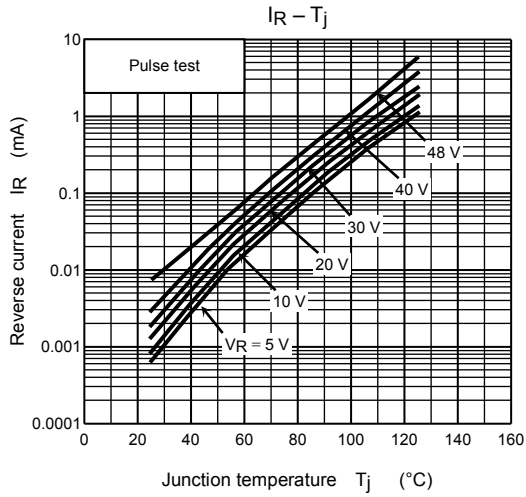 IR – Tj
Pulse test
Reverse current IR (mA)
10
1
0.1
0.01
0.001
0.0001
48 V
40 V
30 V
20 V
10 V
VR = 5 V
0 20 40 60 80 100 120 140 160
Junction temperature Tj (°C)